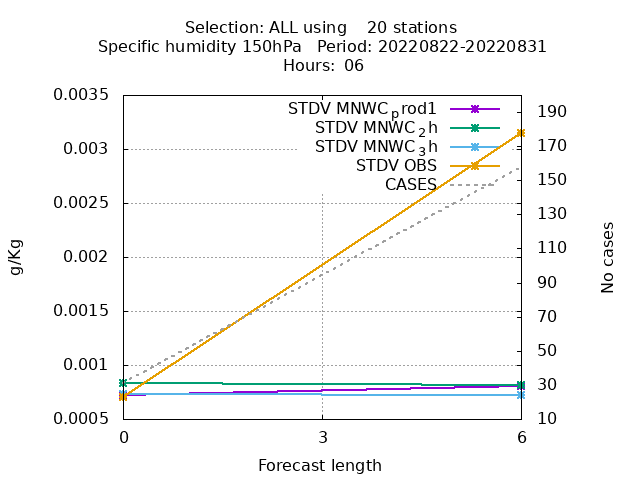 Selection: ALL using    20 stations
Specific humidity 150hPa   Period: 20220822-20220831
Hours: 06
0.0035
0.003
0.0025
0.002
0.0015
0.001
0.0005
g/Kg
STDV MNWC_prod1
STDV MNWC_2h
STDV MNWC_3h
STDV OBS
CASES
190
170
150
130
110
90
70
50
30
10
No cases
0
3
6
Forecast length